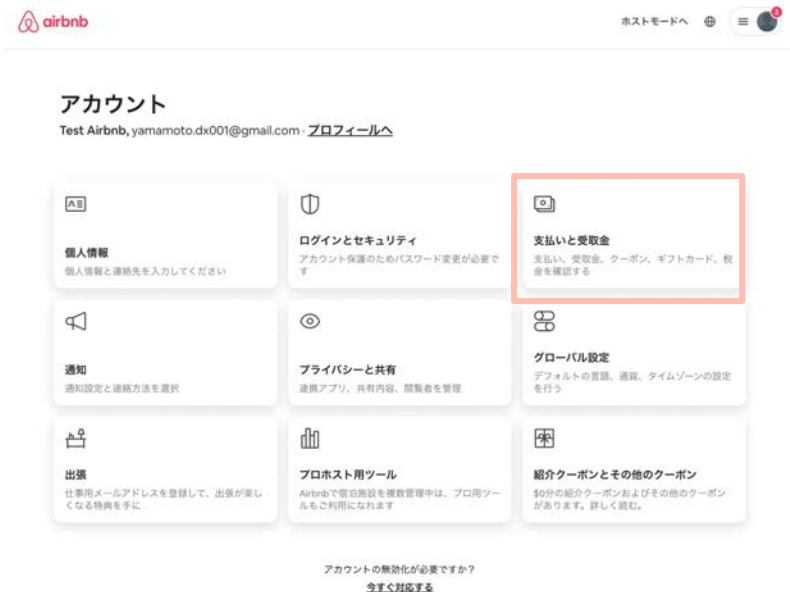 airbnb
ホストモードへ
2
アカウント
Test Airbnb, yamamoto.dx001@gmail.com · プロフィールへ
個人情報
個人情報と連絡先を入力してください
ログインとセキュリティ
アカウント保護のためパスワード変更が必要で
す
支払いと受取金
支払い、受取金、クーポン、ギフトカード、税
金を確認する
通知
通知設定と連絡方法を選択
プライバシーと共有
連携アプリ、共有内容、閲覧者を管理
グローバル設定
デフォルトの言語、通貨、タイムゾーンの設定
を行う
出張
仕事用メールアドレスを登録して、出張が楽し
くなる特典を手に
プロホスト用ツール
Airbnbで宿泊施設を複数管理中は、プロ用ツー
ルもご利用になれます
紹介クーポンとその他のクーポン
$0分の紹介クーポンおよびその他のクーポン
があります。詳しく読む。
アカウントの無効化が必要ですか？
今すぐ対応する